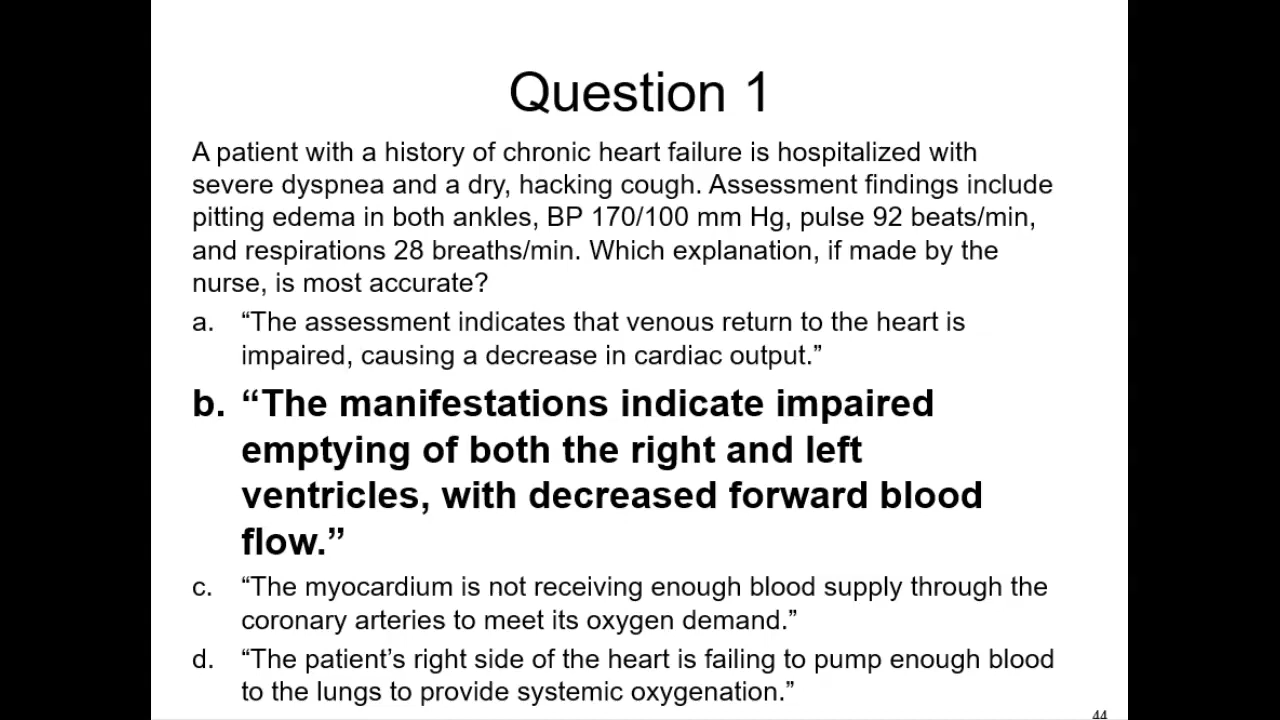 Question 1
A patient with a history of chronic heart failure is hospitalized with
severe dyspnea and a dry, hacking cough. Assessment findings include
pitting edema in both ankles, BP 170/100 mm Hg, pulse 92 beats/min,
and respirations 28 breaths/min. Which explanation, if made by the
nurse, is most accurate?
a. “The assessment indicates that venous return to the heart is
impaired, causing a decrease in cardiac output.”
b. “The manifestations indicate impaired
emptying of both the right and left
ventricles, with decreased forward blood
flow.”
c. “The myocardium is not receiving enough blood supply through the
coronary arteries to meet its oxygen demand.”
d. “The patient’s right side of the heart is failing to pump enough blood
to the lungs to provide systemic oxygenation.”
44